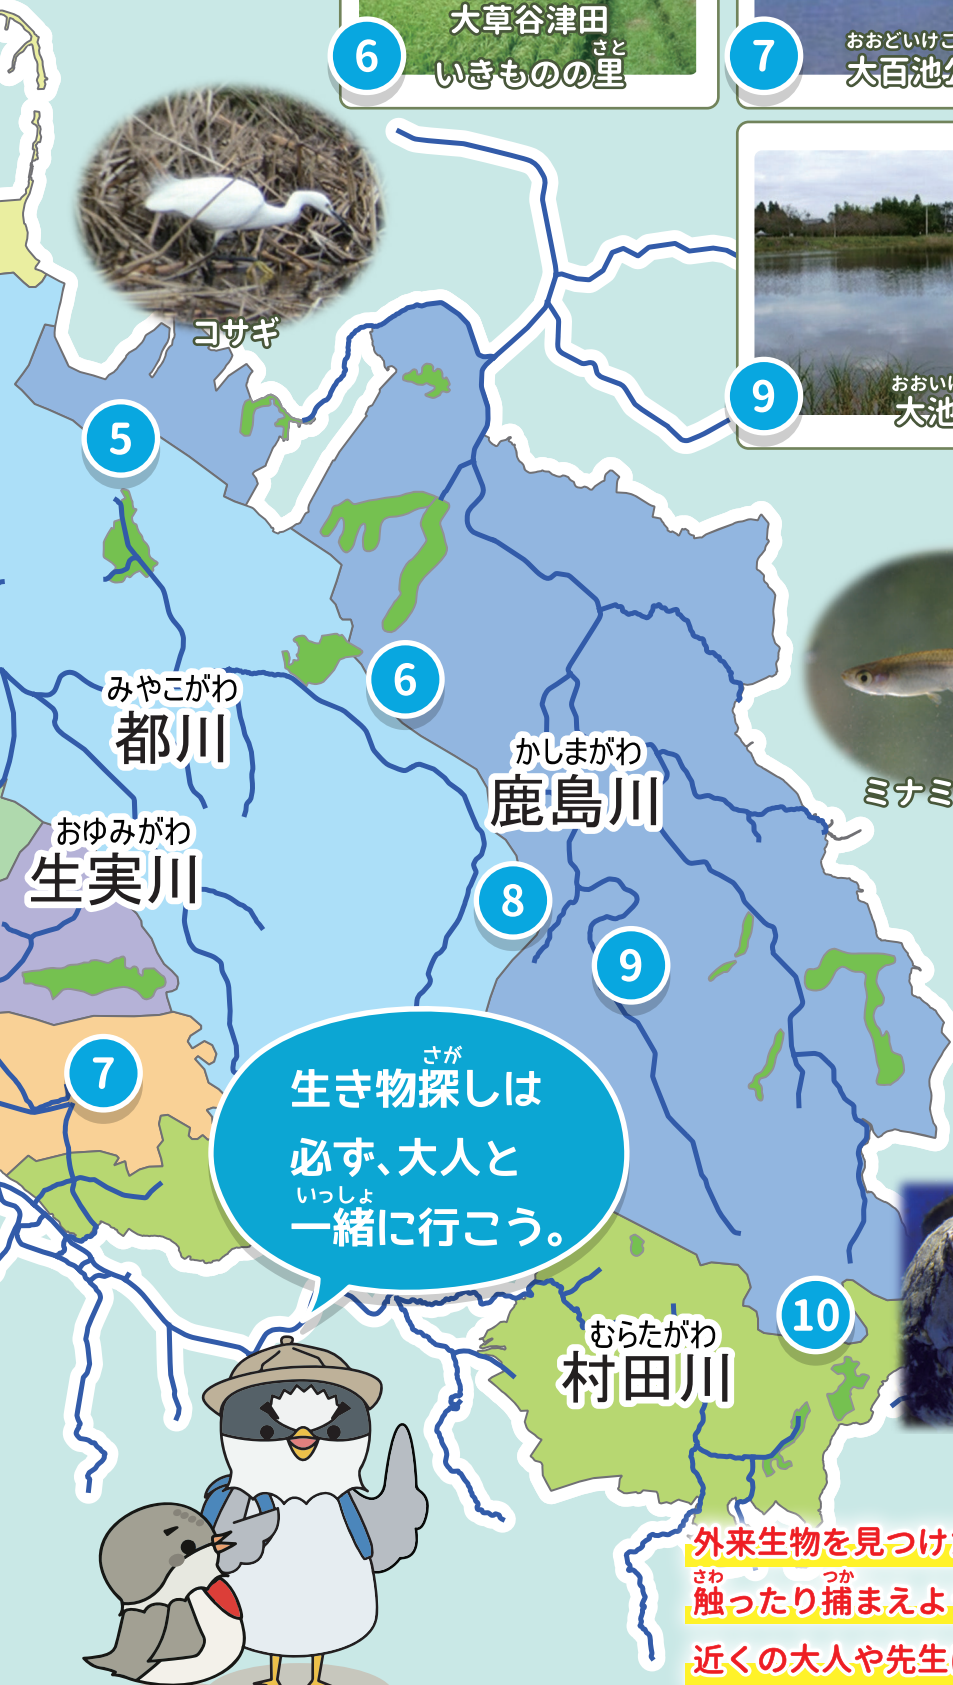 大草谷津田
さと
6
いきものの里
おおどいけこ
7
大百池公
コサギ
おおいけ
9
大池
5
6
みやこがわ
都川
かしまがわ
鹿島川
ミナミ
おゆみがわ
生実川
8
9
7
さが
生き物探しは
必ず、大人と
いっしょ
一緒に行こう。
10
むらたがわ
村田川
外来生物を見つけ
さわ つか
触ったり捕まえよ
近くの大人や先生